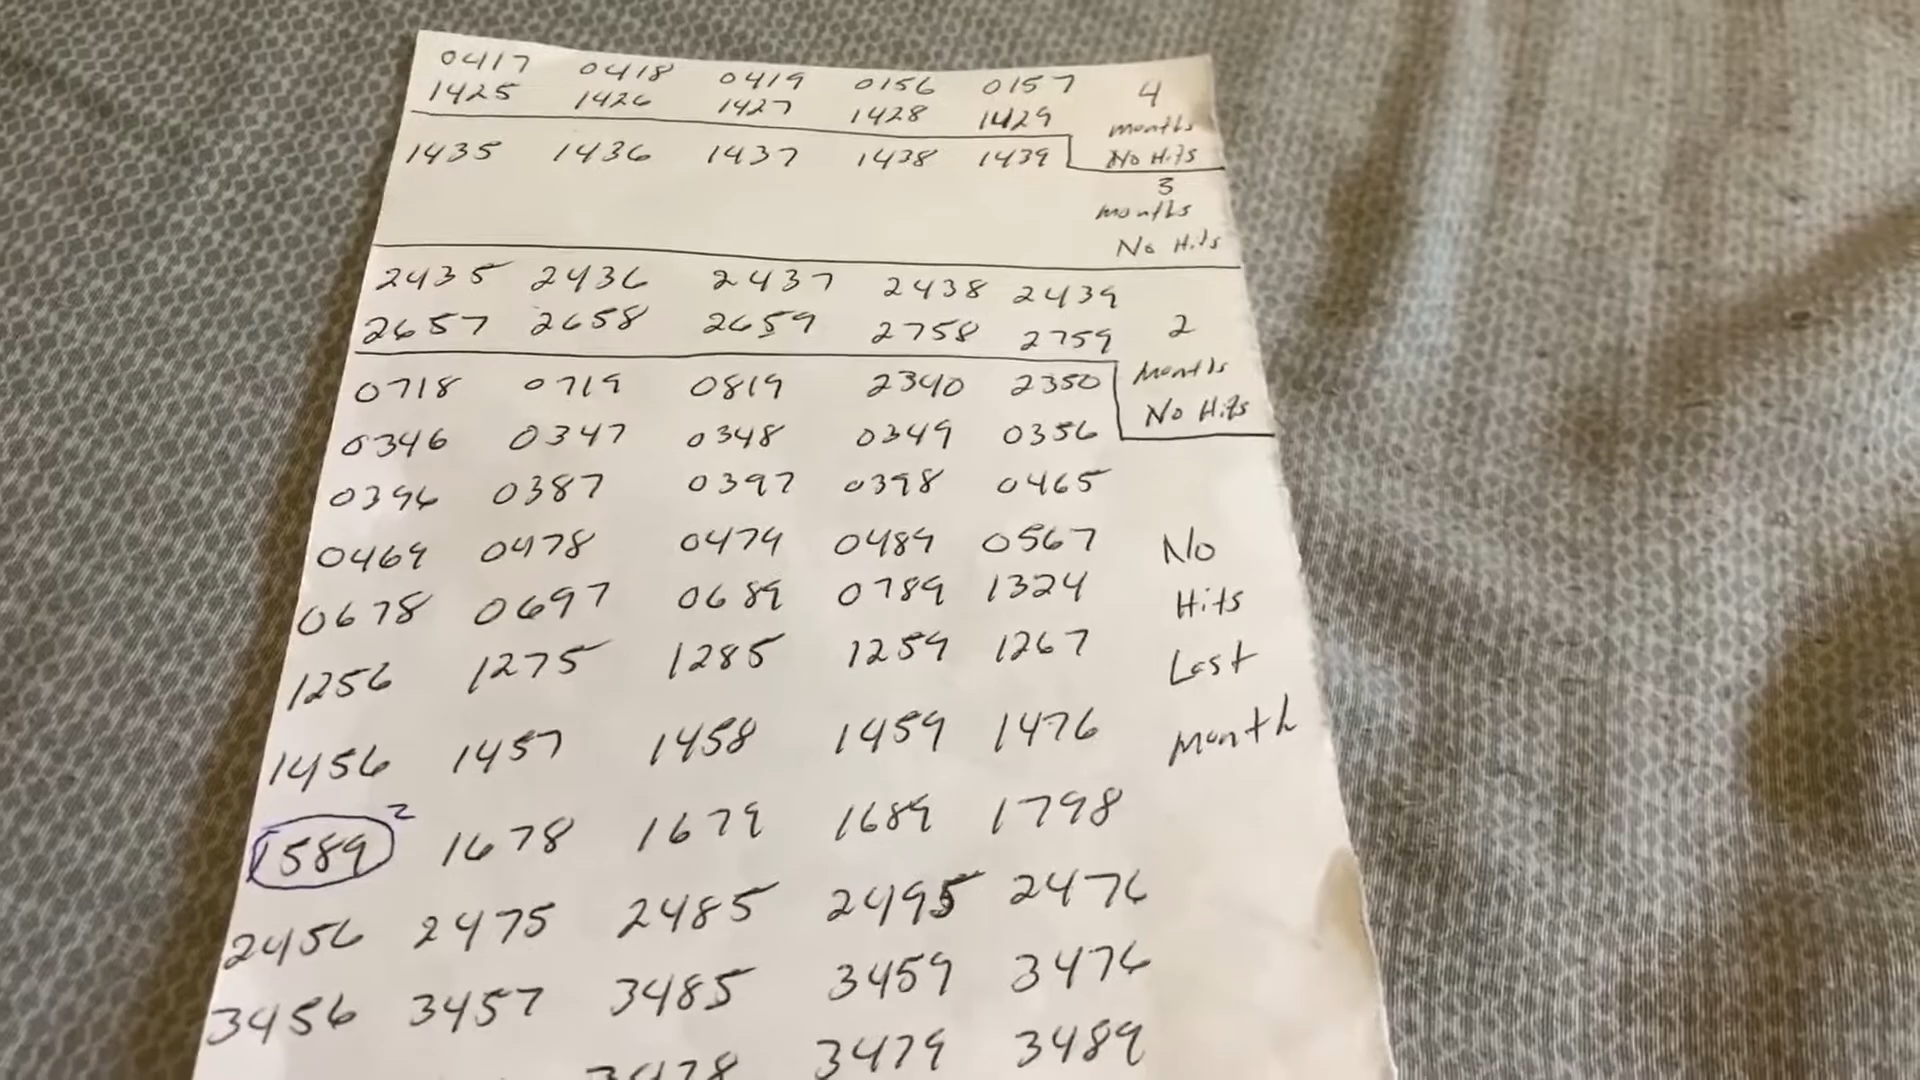 0417 0418 0419 0156 0157
1425 1426 1427 1428 1429
4
months
No Hits
1435 1436 1437 1438 1439
3
months
No Hits
2435 2436 2437 2438 2439
2657 2658 2659 2758 2759
2
Months
No Hits
0718 0719 0819 2340 2350
0346 0347 0348 0349 0356
0396 0387 0397 0398 0465
0469 0478 0479 0489 0567
0678 0697 0689 0789 1324
1256 1275 1285 1259 1267
1456 1457 1458 1459 1476
No
Hits
Last
Month
1589 2 1678 1679 1689 1798
2456 2475 2485 2495 2476
3456 3457 3485 3459 3476
3478 3479 3489